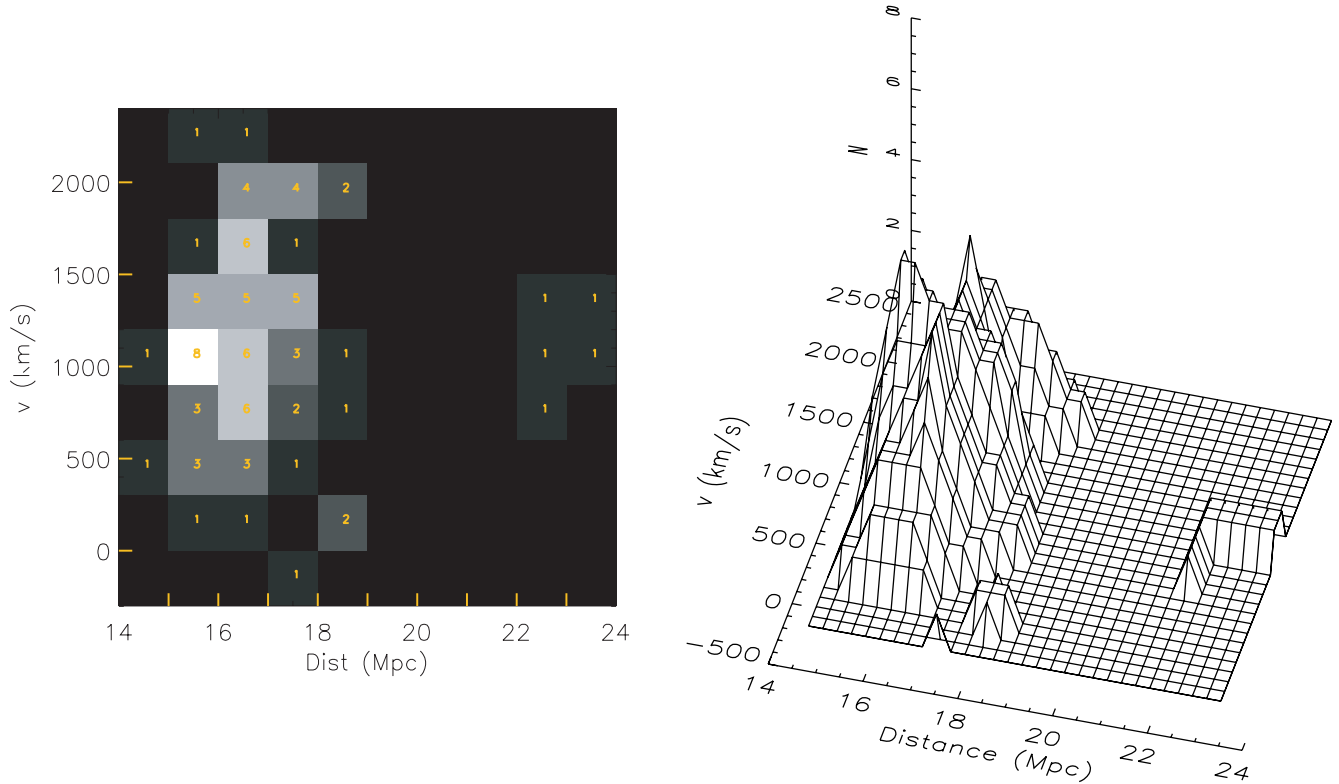 1 1
2000 4 4 2
1 6 1
1500
5 5 5 1 1
1000 1 8 6 3 1 1 1
3 6 2 1 1
500 1 3 3 1
1 1 2
0
1
14 16 18 20 22 24
Dist (Mpc)
v (km/s)
8
6
4
2
0
N
2500
2000
1500
1000
500
0
−500
v (km/s)
14 16 18 20 22 24
Distance (Mpc)